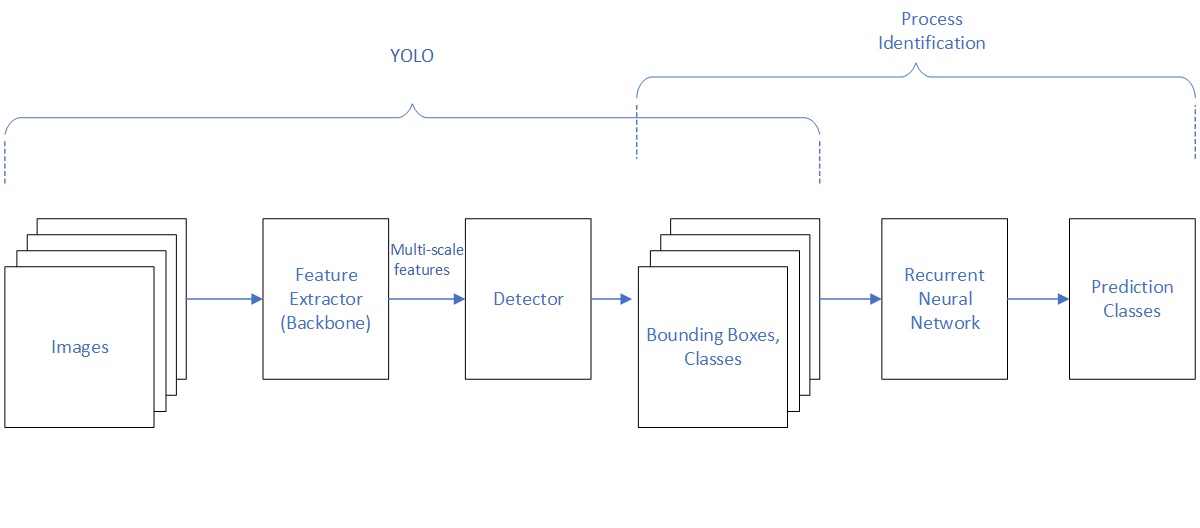 Process
Identification
YOLO
Images
Feature
Extractor
(Backbone)
Multi-scale
features
Detector
Bounding Boxes,
Classes
Recurrent
Neural
Network
Prediction
Classes